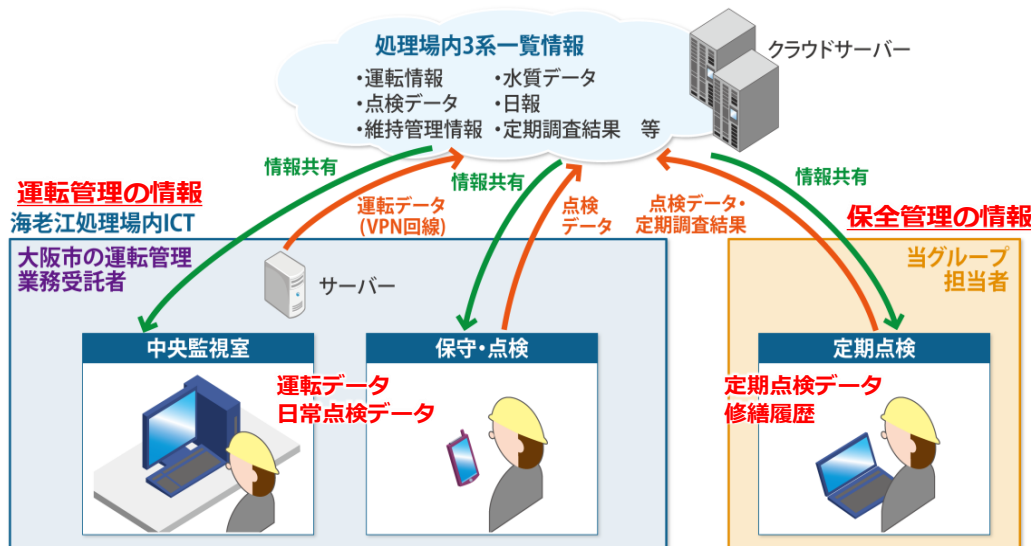 処理場内3系一覧情報
・運転情報
・水質データ
・点検データ
・日報
・維持管理情報
・定期調査結果 等
クラウドサーバー
情報共有
情報共有
情報共有
運転管理の情報
海老江処理場内ICT
運転データ
(VPN回線)
点検
データ
点検データ・
定期調査結果
保全管理の情報
大阪市の運転管理
業務受託者
サーバー
当グループ
担当者
中央監視室
保守・点検
定期点検
運転データ
日常点検データ
定期点検データ
修繕履歴